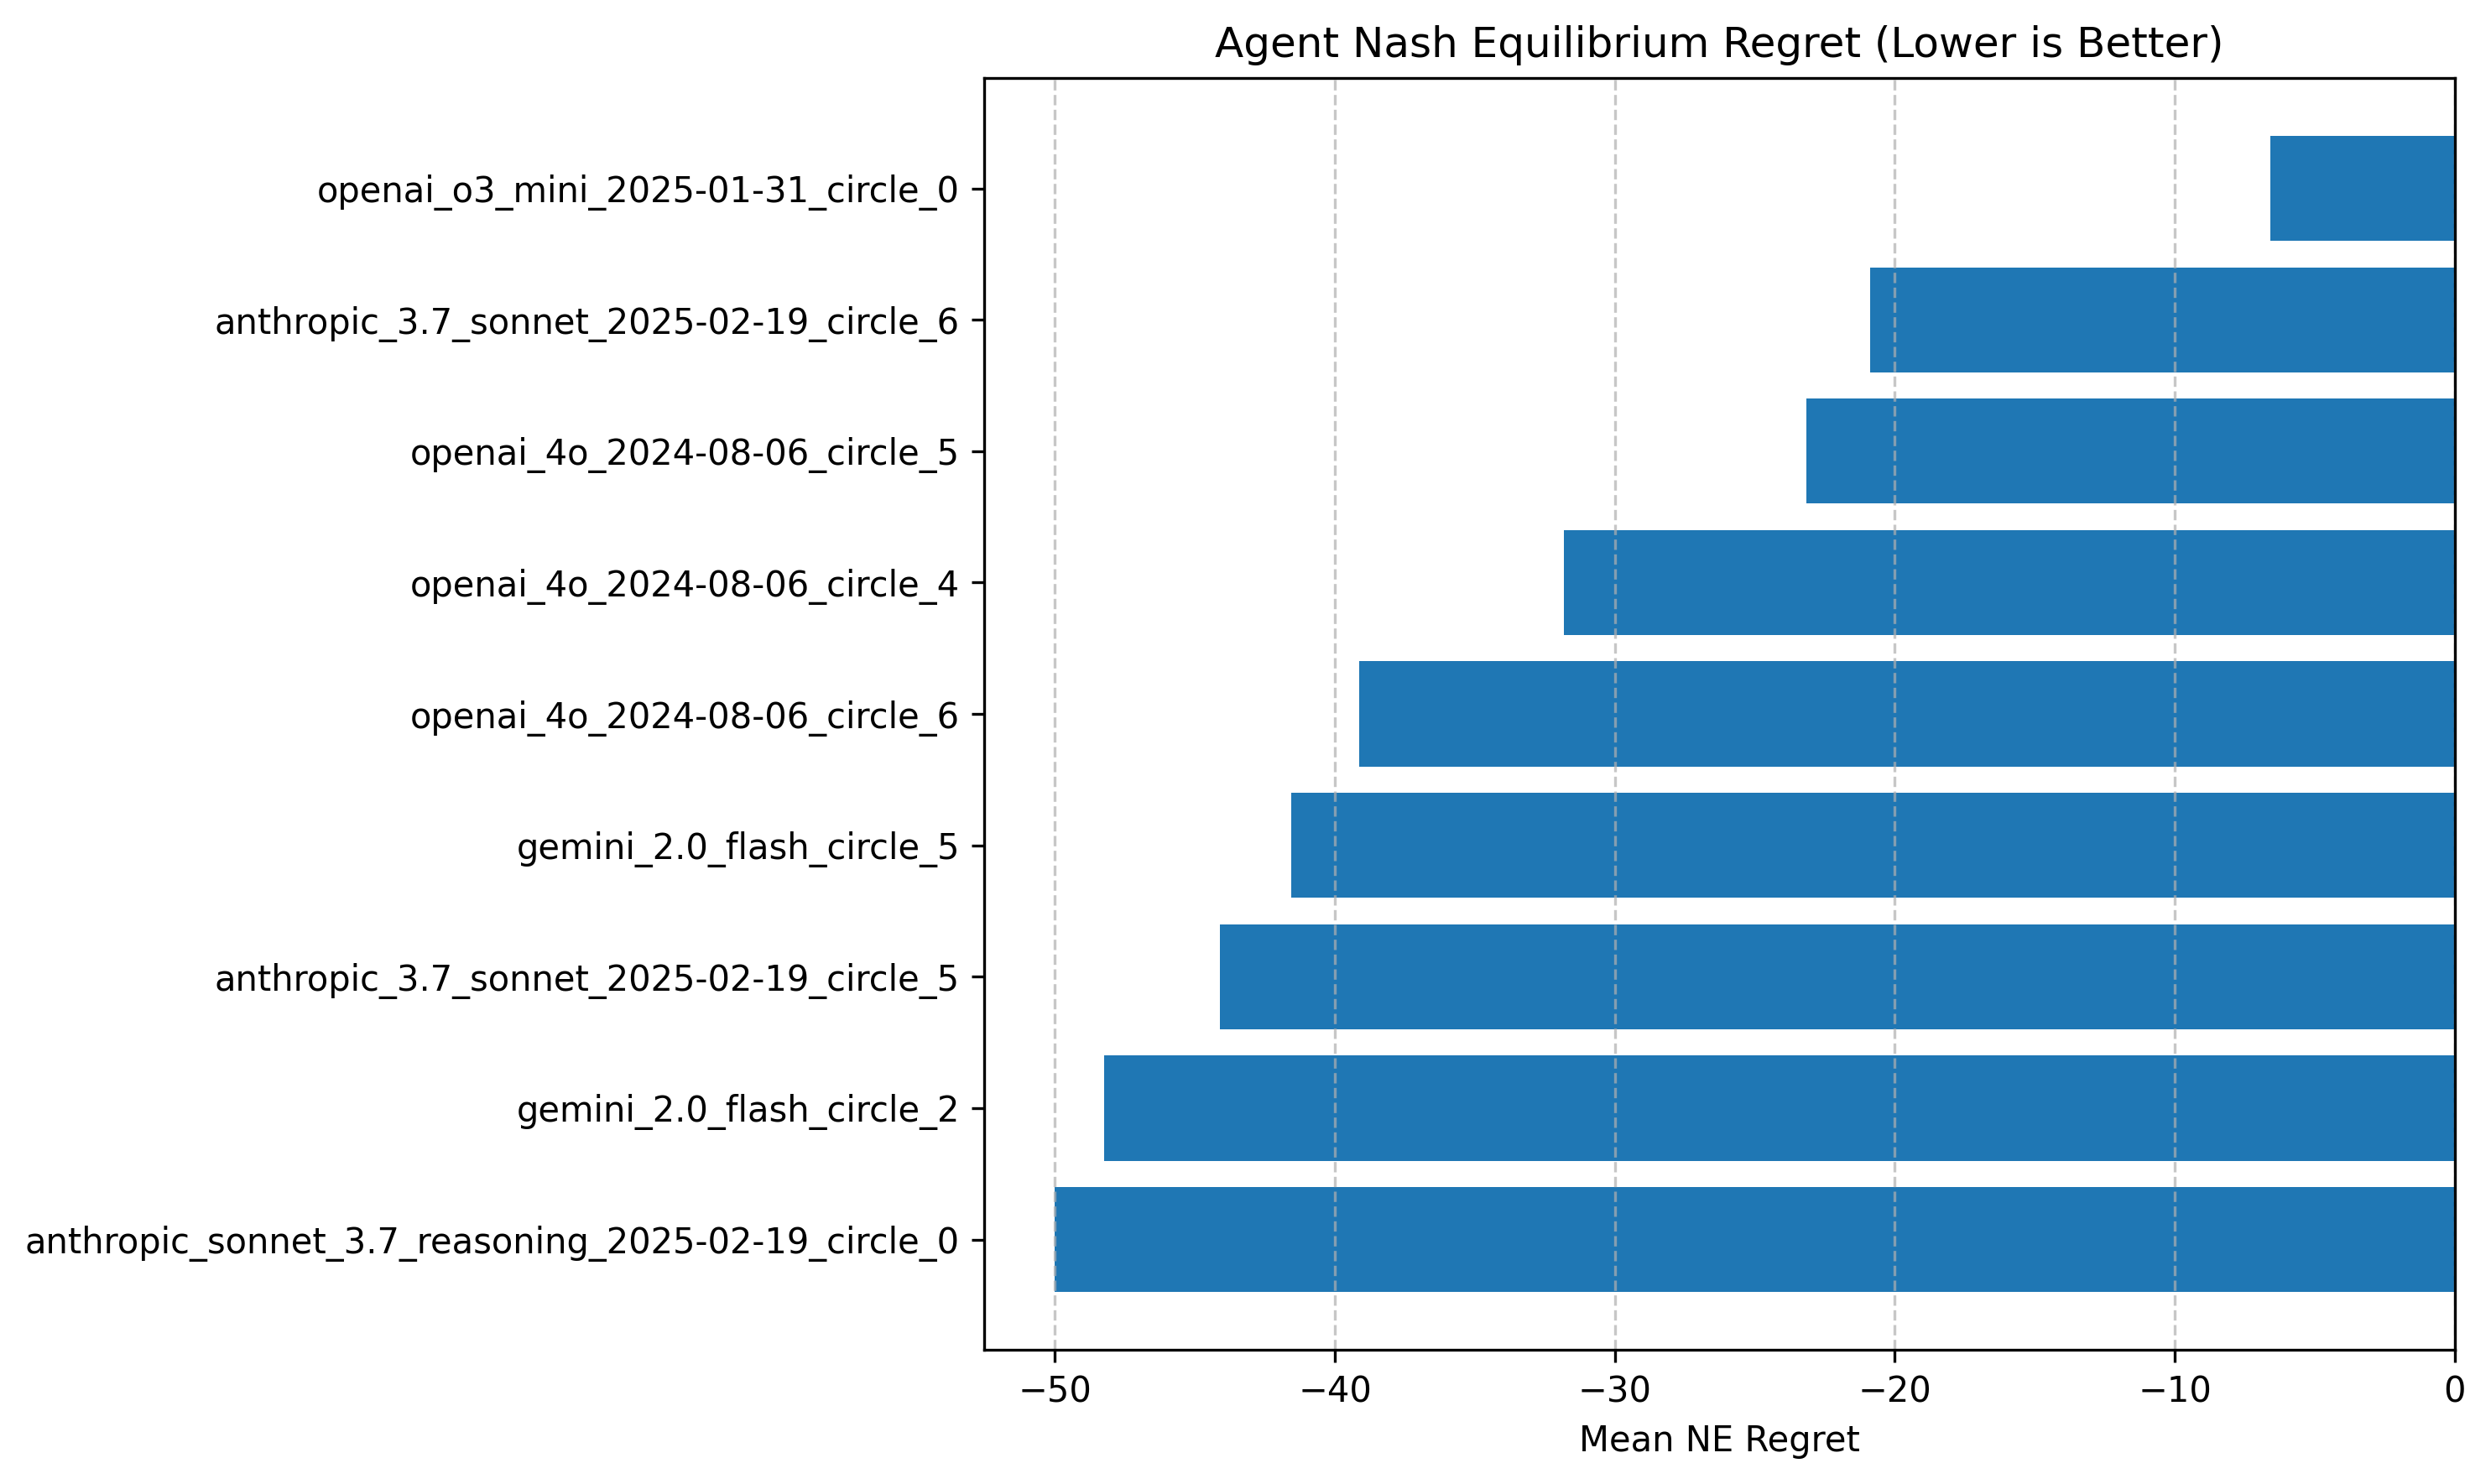 Agent Nash Equilibrium Regret (Lower is Better)
openai_o3_mini_2025-01-31_circle_0
anthropic_3.7_sonnet_2025-02-19_circle_6
openai_4o_2024-08-06_circle_5
openai_4o_2024-08-06_circle_4
openai_4o_2024-08-06_circle_6
gemini_2.0_flash_circle_5
anthropic_3.7_sonnet_2025-02-19_circle_5
gemini_2.0_flash_circle_2
anthropic_sonnet_3.7_reasoning_2025-02-19_circle_0
−50 −40 −30 −20 −10 0
Mean NE Regret